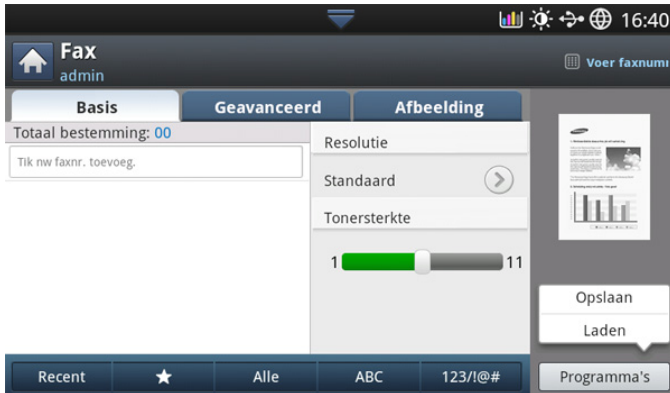 16:40
Fax
admin
Voer faxnum
Basis
Geavanceerd
Afbeelding
Totaal bestemming: 00
Tik nw faxnr. toevoeg.
Resolutie
Standaard
Tonersterkte
1
11
Opslaan
Laden
Recent
Alle
ABC
123/!@#
Programma's